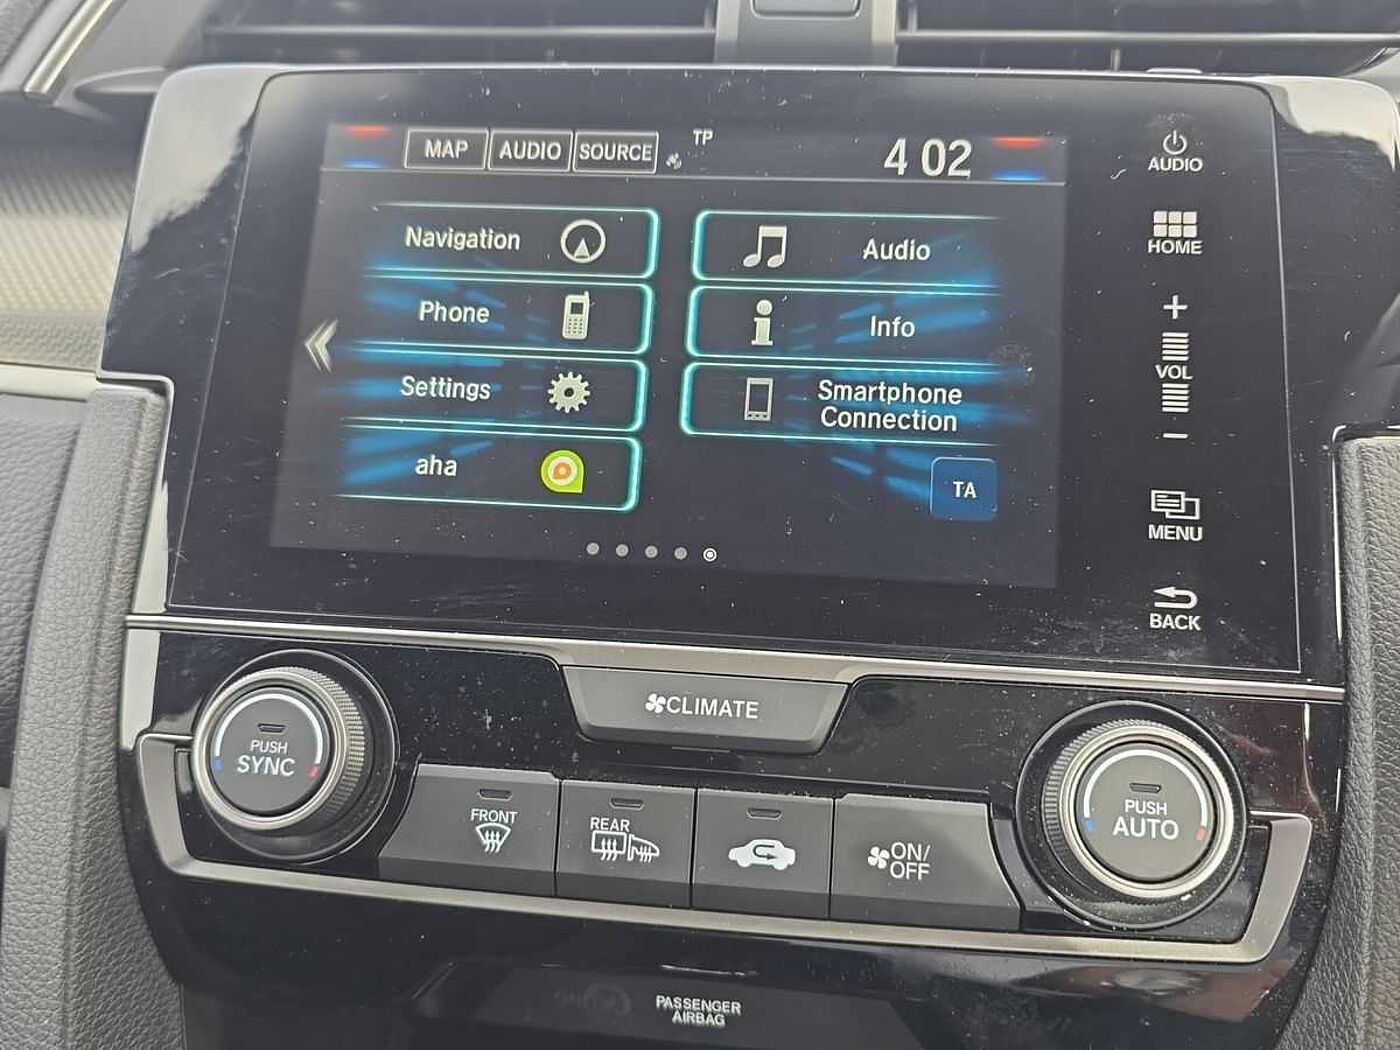 MAP AUDIO SOURCE TP 4 02
AUDIO
HOME
Navigation
Audio
Phone
Info
+
VOL
-
Settings
Smartphone
Connection
aha
TA
MENU
BACK
CLIMATE
PUSH
SYNC
FRONT
REAR
ON/
OFF
PUSH
AUTO
PASSENGER
AIRBAG